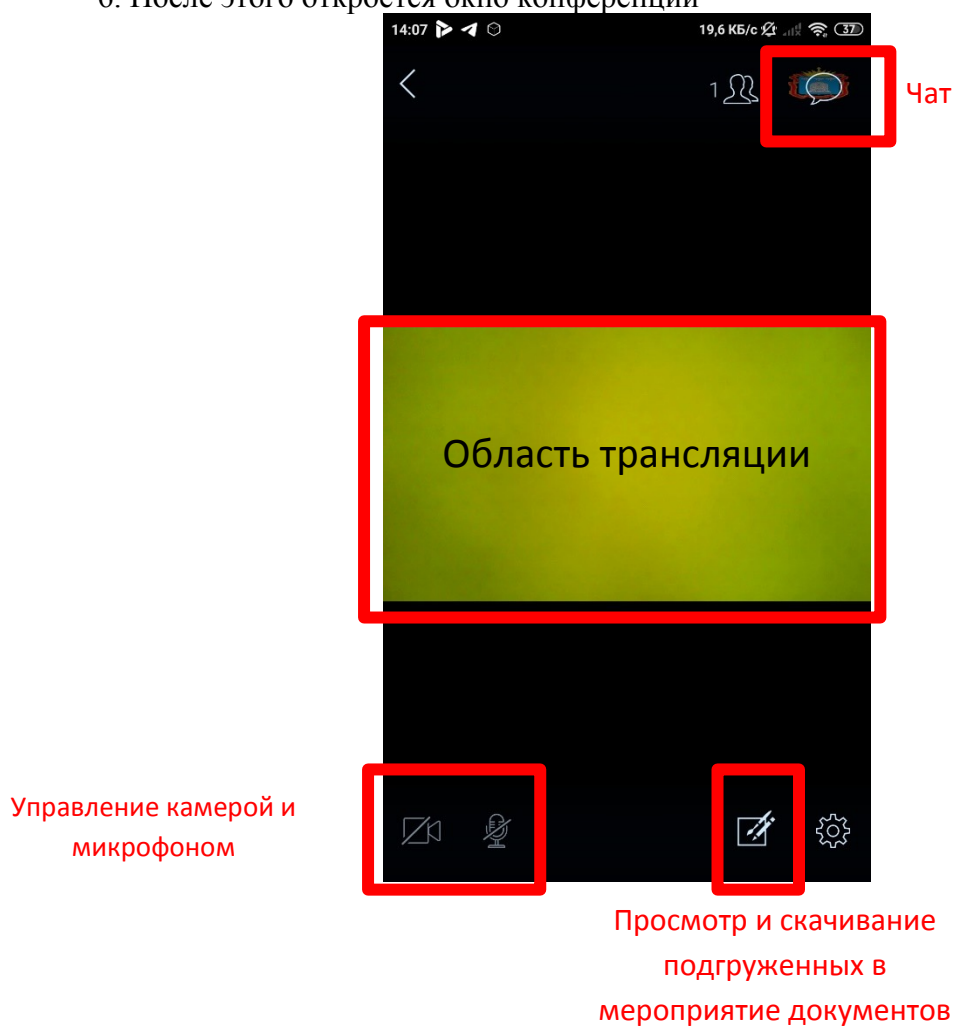 6. После этого откроется окно конференции
14:07 19,6 КБ/с 37
1
Чат
Область трансляции
Управление камерой и
микрофоном
Просмотр и скачивание
подгруженных в
мероприятие документов